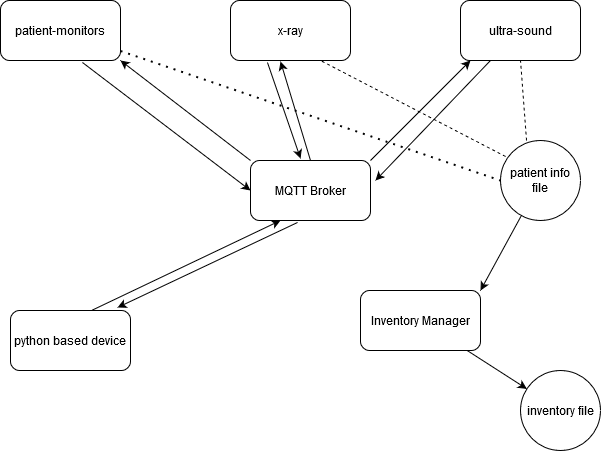 patient-monitors
x-ray
ultra-sound
patient info
file
MQTT Broker
python based device
Inventory Manager
inventory file